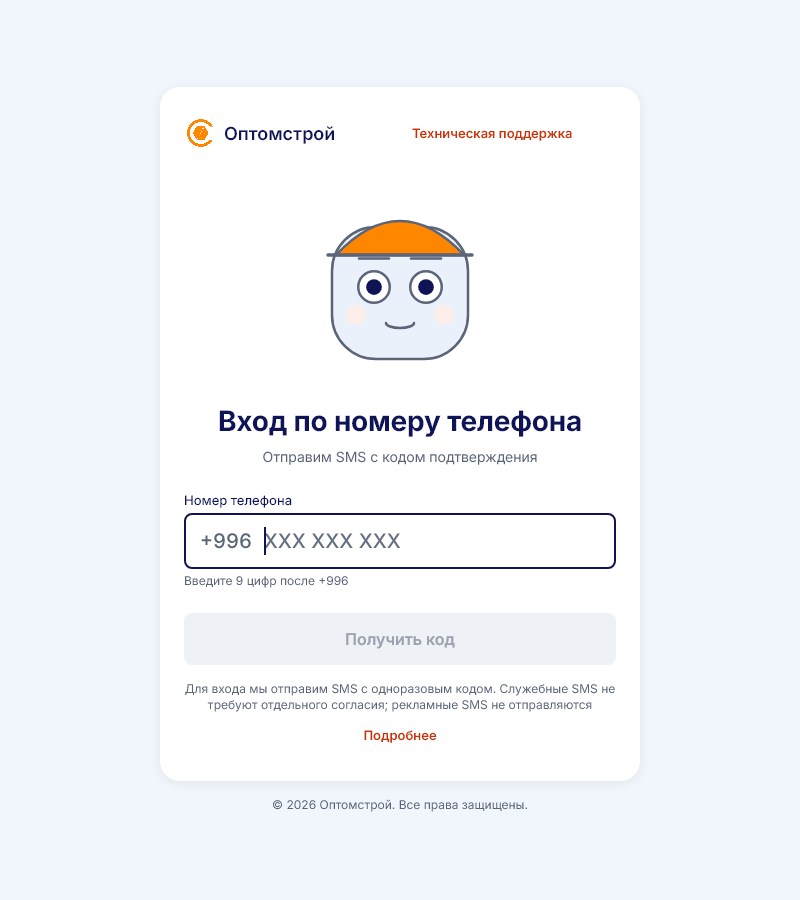 Оптомстрой
Техническая поддержка
Вход по номеру телефона
Отправим SMS с кодом подтверждения
Номер телефона
+996 XXX XXX XXX
Введите 9 цифр после +996
Получить код
Для входа мы отправим SMS с одноразовым кодом. Служебные SMS не
требуют отдельного согласия; рекламные SMS не отправляются
Подробнее
© 2026 Оптомстрой. Все права защищены.